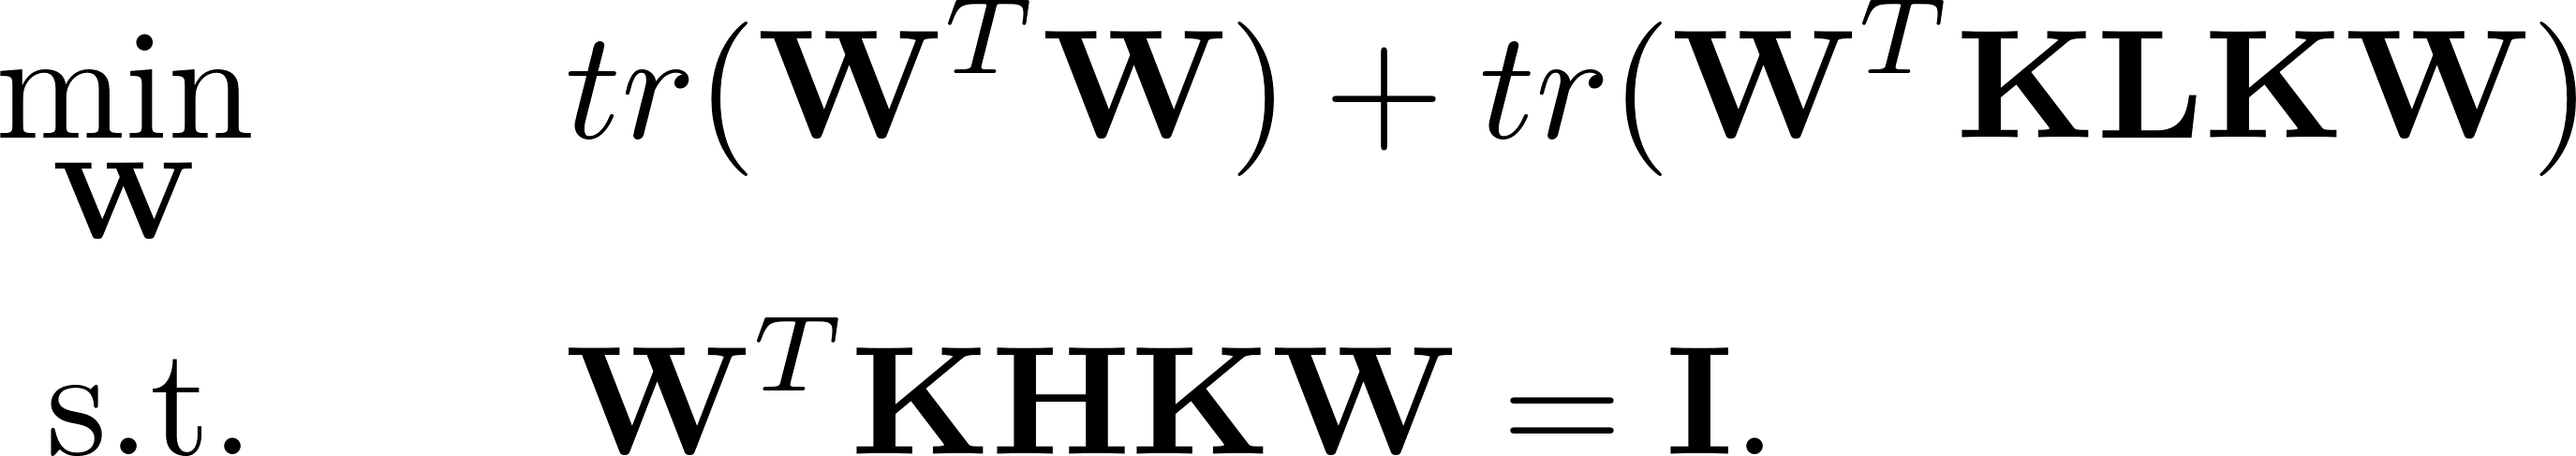 min W tr(W^T W) + tr(W^T KLKW)
s.t. W^T KHKW = I.